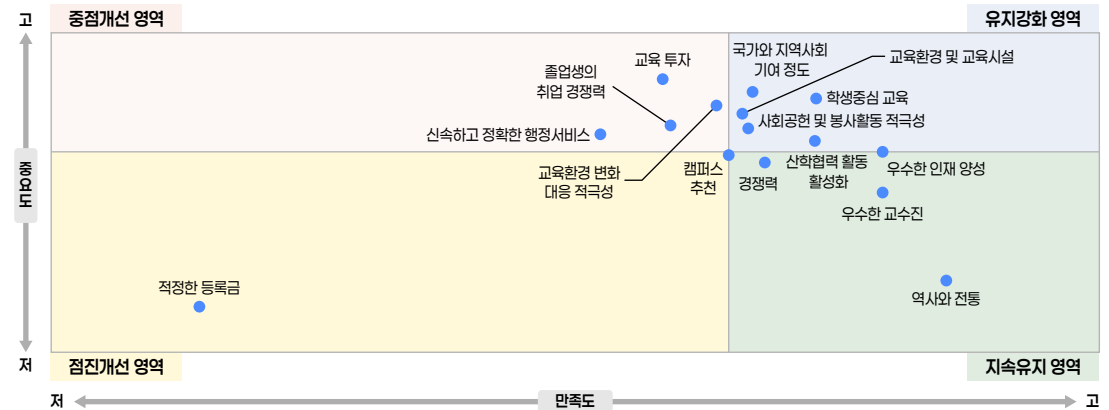 고
중점개선 영역
유지강화 영역
국가와 지역사회
기여 정도
교육 투자
교육환경 및 교육시설
졸업생의
취업 경쟁력
학생중심 교육
사회공헌 및 봉사활동 적극성
신속하고 정확한 행정서비스
중요도
교육환경 변화
대응 적극성
캠퍼스
추천
경쟁력
산학협력 활동
활성화
우수한 인재 양성
우수한 교수진
적정한 등록금
역사와 전통
저
점진개선 영역
지속유지 영역
저
만족도
고